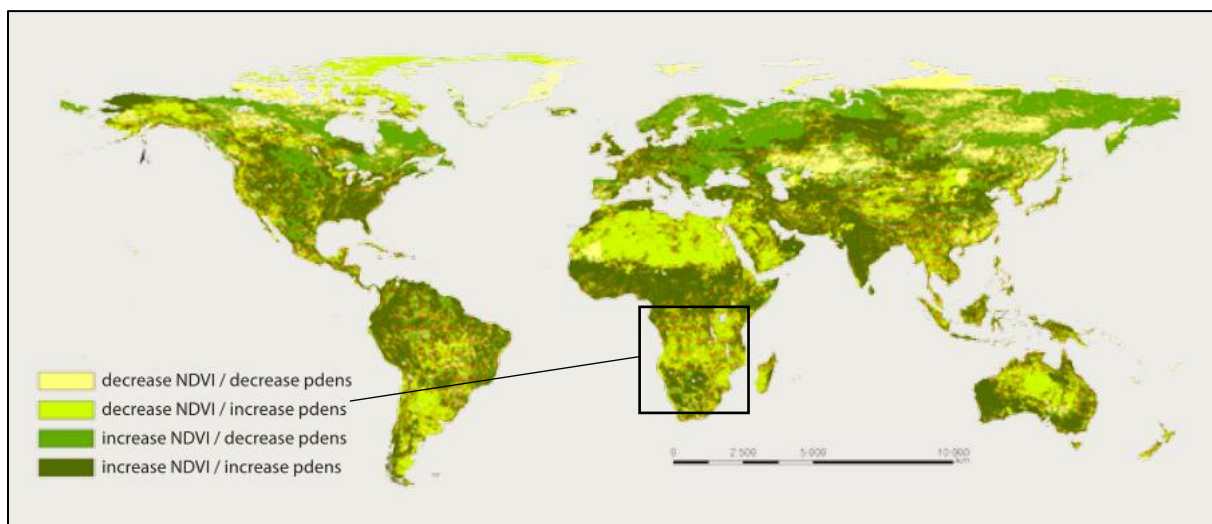 decrease NDVI / decrease pdens
decrease NDVI / increase pdens
increase NDVI / decrease pdens
increase NDVI / increase pdens
0 2 500 5 000 10 000
km